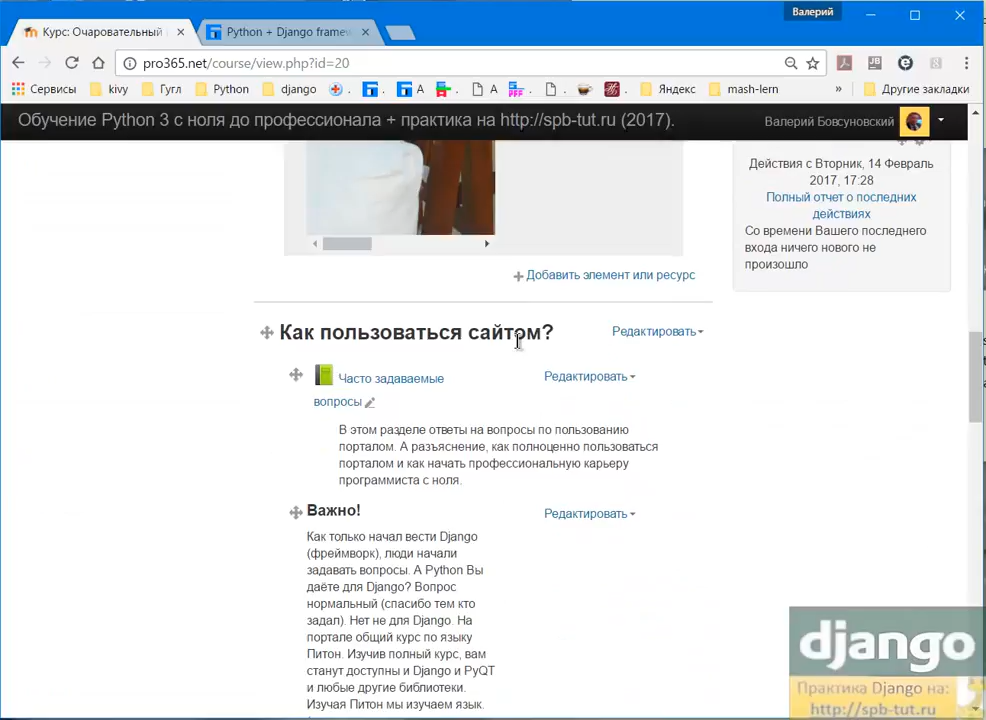 Валерий
Курс: Очаровательный
Python + Django framew
pro365.net/course/view.php?id=20
Сервисы kivy Гугл Python django А А Яндекс mash-lern » Другие закладки
Обучение Python 3 с ноля до профессионала + практика на http://spb-tut.ru (2017).
Валерий Бовсуновский
Действия с Вторник, 14 Февраль
2017, 17:28
Полный отчет о последних
действиях
Со времени Вашего последнего
входа ничего нового не
произошло
Добавить элемент или ресурс
Как пользоваться сайтом?
Редактировать
Часто задаваемые
вопросы
Редактировать
В этом разделе ответы на вопросы по пользованию
порталом. А разъяснение, как полноценно пользоваться
порталом и как начать профессиональную карьеру
программиста с ноля.
Важно!
Редактировать
Как только начал вести Django
(фреймворк), люди начали
задавать вопросы. А Python Вы
даёте для Django? Вопрос
нормальный (спасибо тем кто
задал). Нет не для Django. На
портале общий курс по языку
Питон. Изучив полный курс, вам
станут доступны и Django и PyQT
и любые другие библиотеки.
Изучая Питон мы изучаем язык.
django
Практика Django на:
http://spb-tut.ru